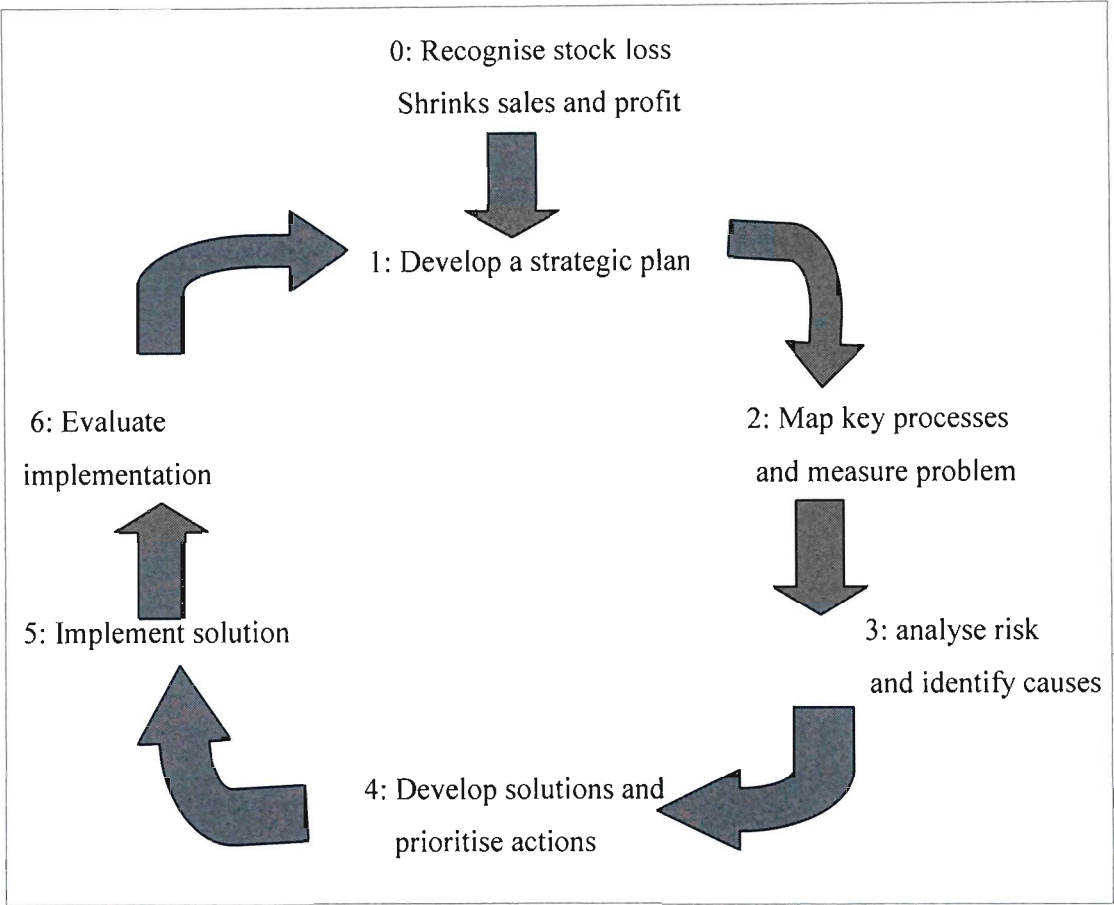 0: Recognise stock loss
Shrinks sales and profit
1: Develop a strategic plan
2: Map key processes
and measure problem
3: analyse risk
and identify causes
4: Develop solutions and
prioritise actions
5: Implement solution
6: Evaluate
implementation